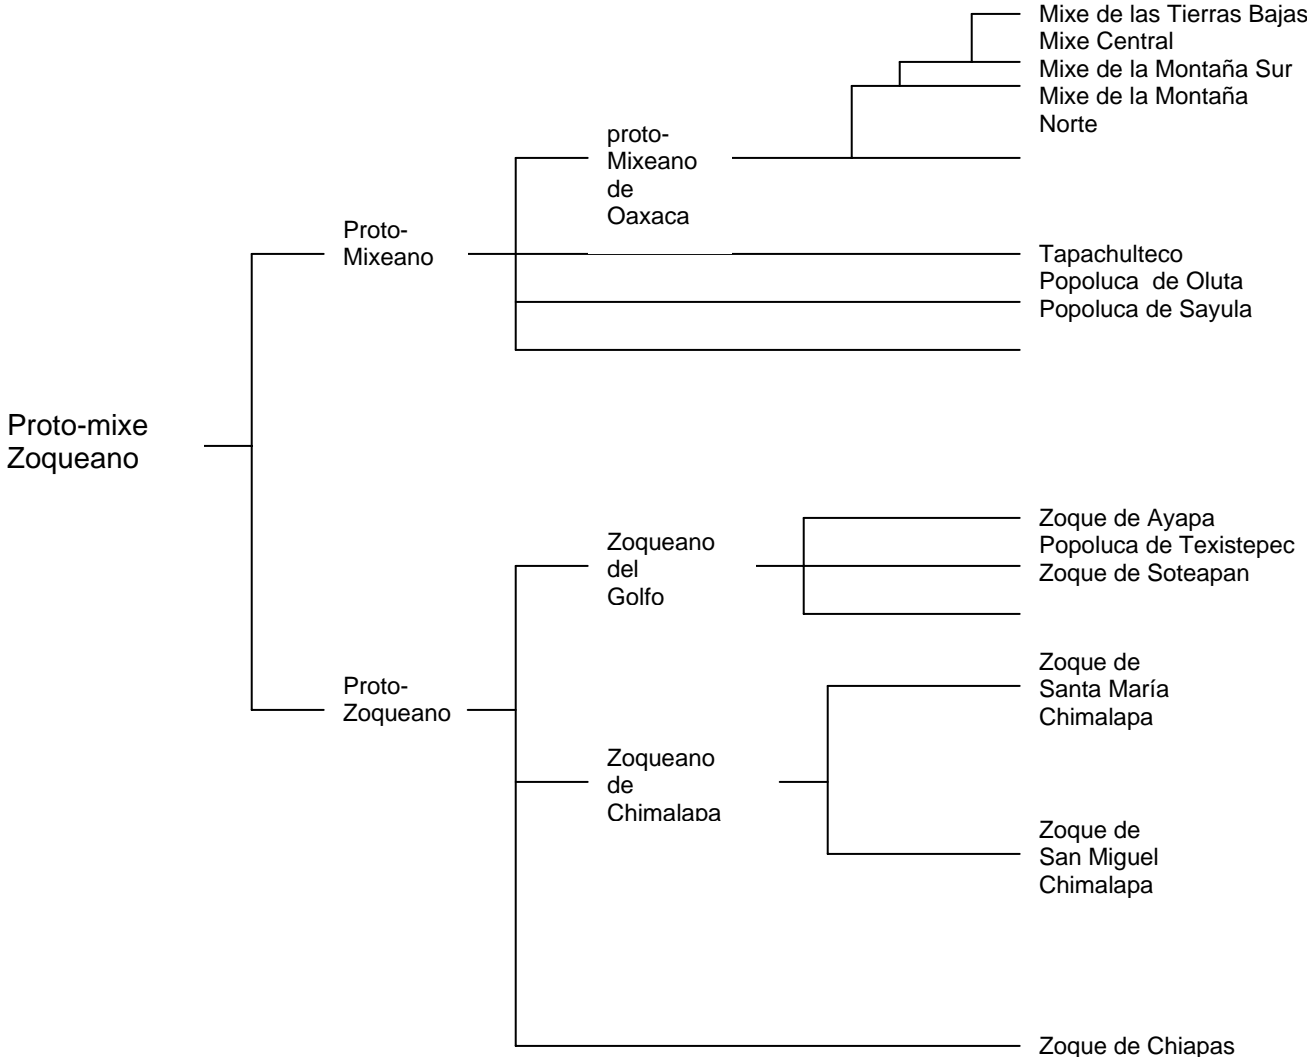 Mixe de las Tierras Bajas
Mixe Central
Mixe de la Montaña Sur
Mixe de la Montaña
Norte
proto-
Mixeano
de
Oaxaca
Proto-
Mixeano
Tapachulteco
Popoluca  de Oluta
Popoluca de Sayula
Proto-mixe
Zoqueano
Zoque de Ayapa
Popoluca de Texistepec
Zoque de Soteapan
Zoqueano
del
Golfo
Proto-
Zoqueano
Zoque de
Santa María
Chimalapa
Zoqueano
de
Chimalapa
Zoque de
San Miguel
Chimalapa
Zoque de Chiapas